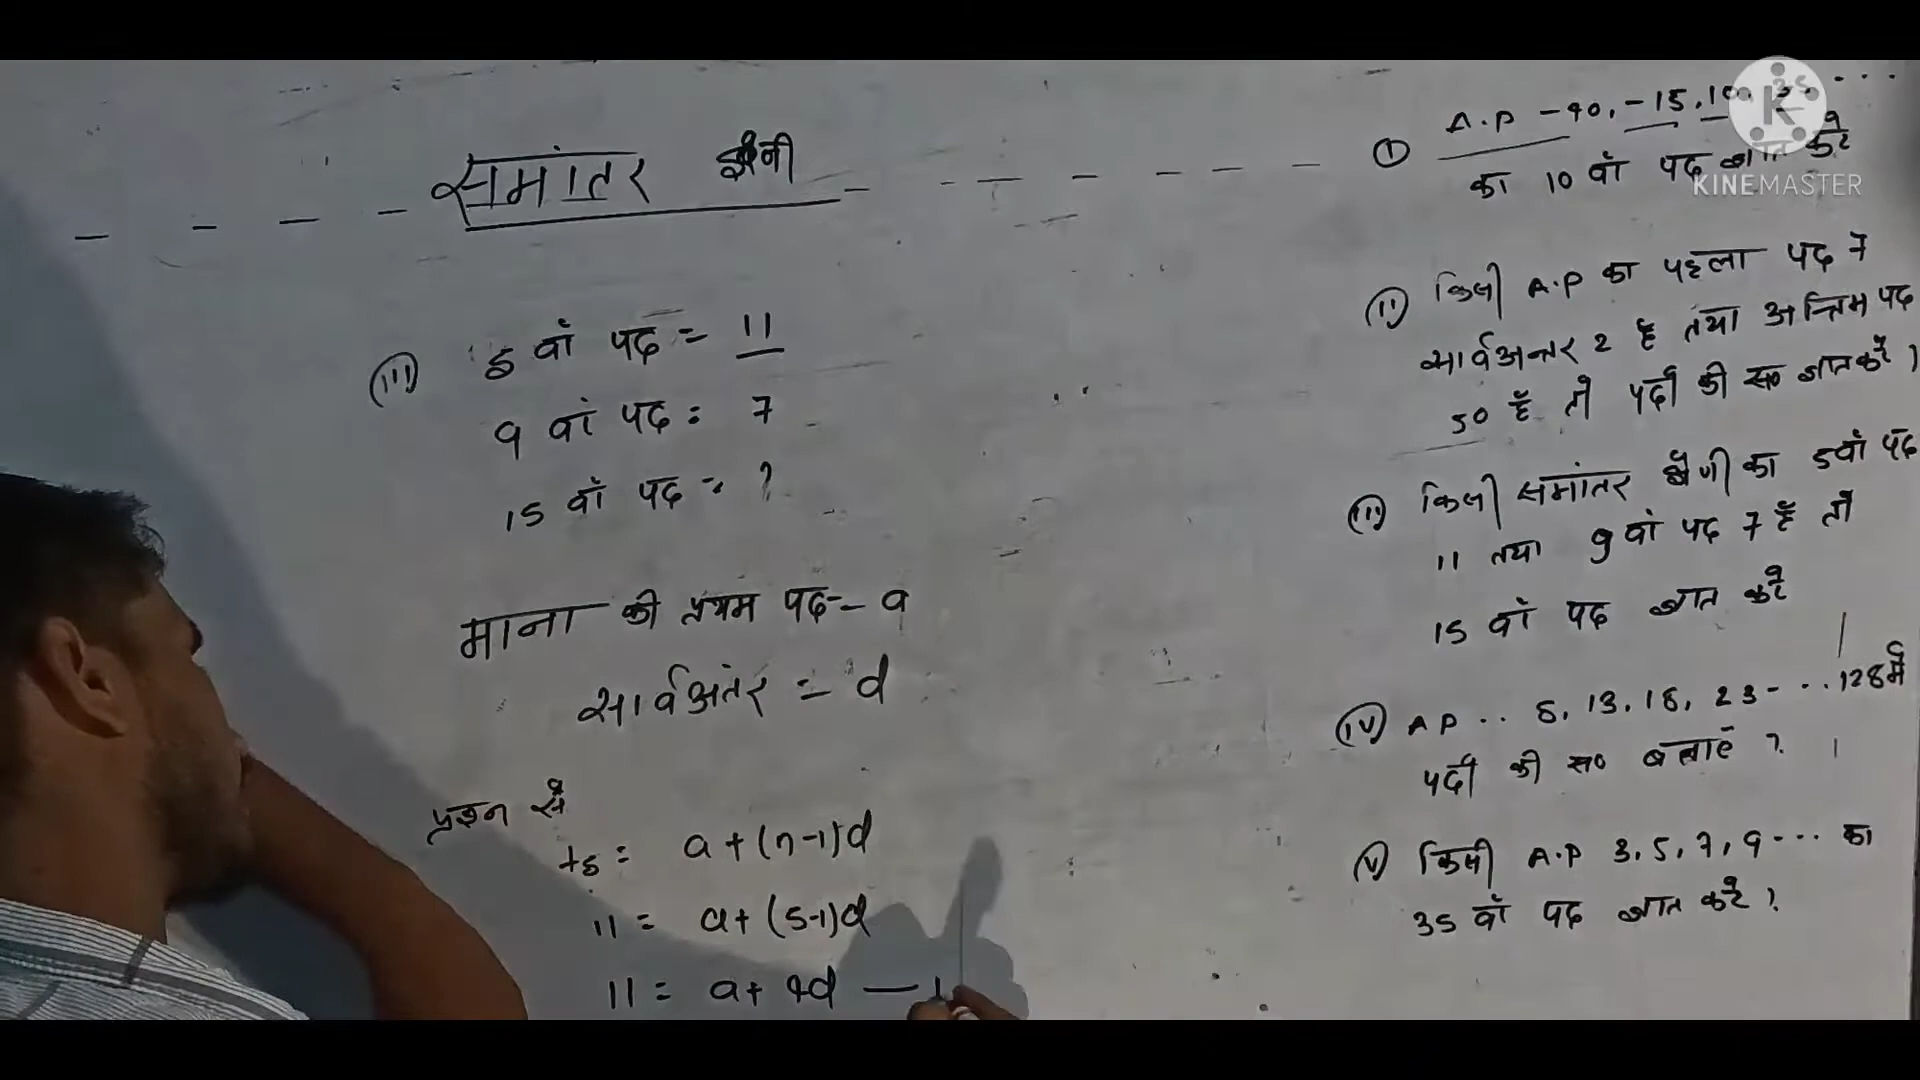 समांतर श्रेनी
(III) 5 वाँ पद = 11
9 वां पद = 7
15 वाँ पद = ?
माना की प्रथम पद = a
सार्वअंतर = d
प्रश्न से
t5 = a+(n-1)d
11 = a+(5-1)d
11 = a+4d — 1
(I) A.P -40, -15, 10,
का 10 वाँ पद ज्ञात करें
(II) किसी A.P का पहला पद 7
सार्वअन्तर 2 है तथा अन्तिम पद
50 हैं तो पदों की स० ज्ञात करें ?
(III) किसी समांतर श्रेणी का 5वाँ पद
11 तथा 9 वां पद 7 हैं तो
15 वाँ पद ज्ञात करें
(IV) A P .. 8, 13, 18, 23 - ... 128 में
पदों की स० बताएं ?
(V) किसी A.P 3, 5, 7, 9 ... का
35 वाँ पद ज्ञात करें ?
KINEMASTER